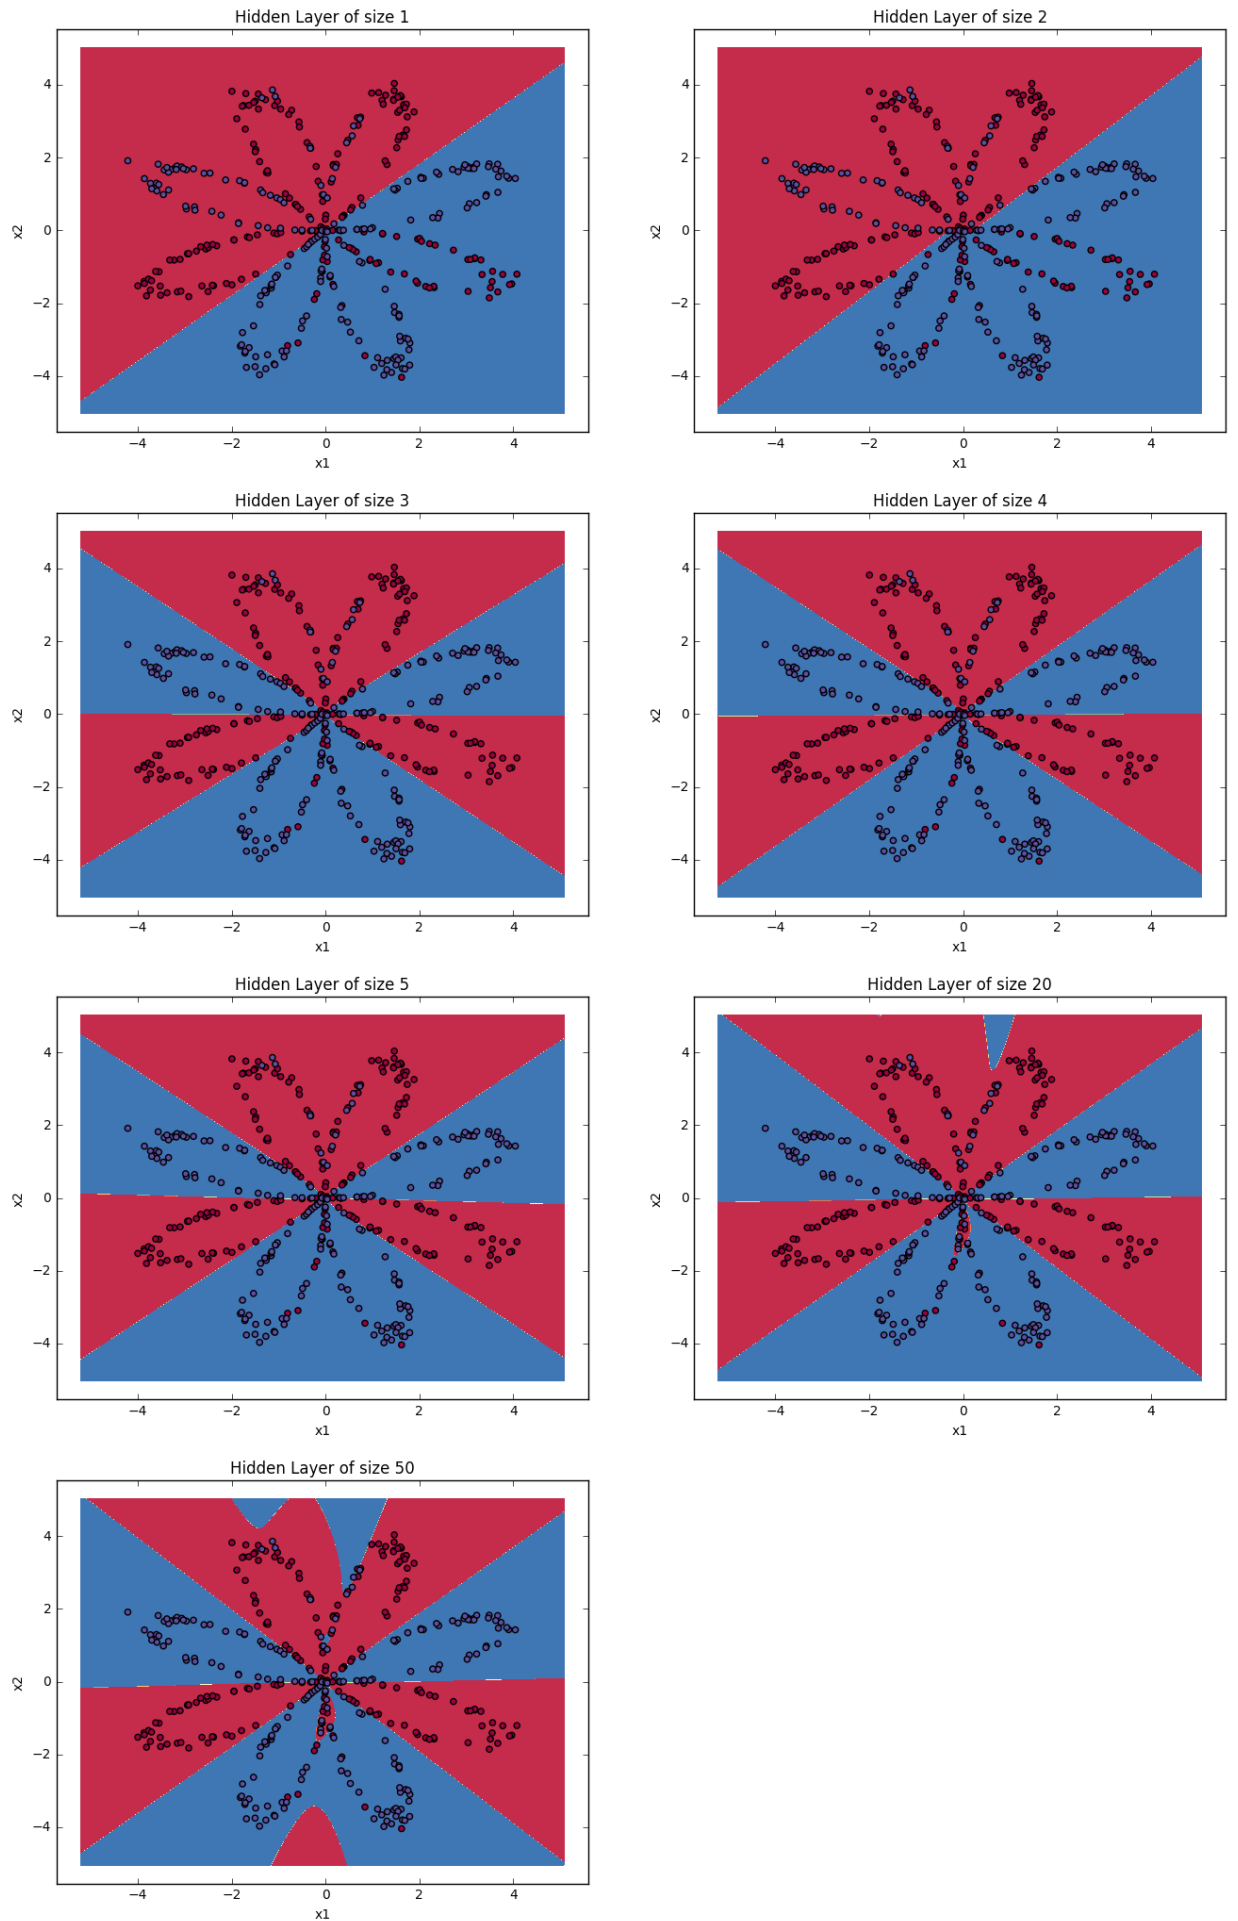 Hidden Layer of size 1
4
2
0
−2
−4
x2
−4 −2 0 2 4
x1
Hidden Layer of size 2
4
2
0
−2
−4
x2
−4 −2 0 2 4
x1
Hidden Layer of size 3
4
2
0
−2
−4
x2
−4 −2 0 2 4
x1
Hidden Layer of size 4
4
2
0
−2
−4
x2
−4 −2 0 2 4
x1
Hidden Layer of size 5
4
2
0
−2
−4
x2
−4 −2 0 2 4
x1
Hidden Layer of size 20
4
2
0
−2
−4
x2
−4 −2 0 2 4
x1
Hidden Layer of size 50
4
2
0
−2
−4
x2
−4 −2 0 2 4
x1